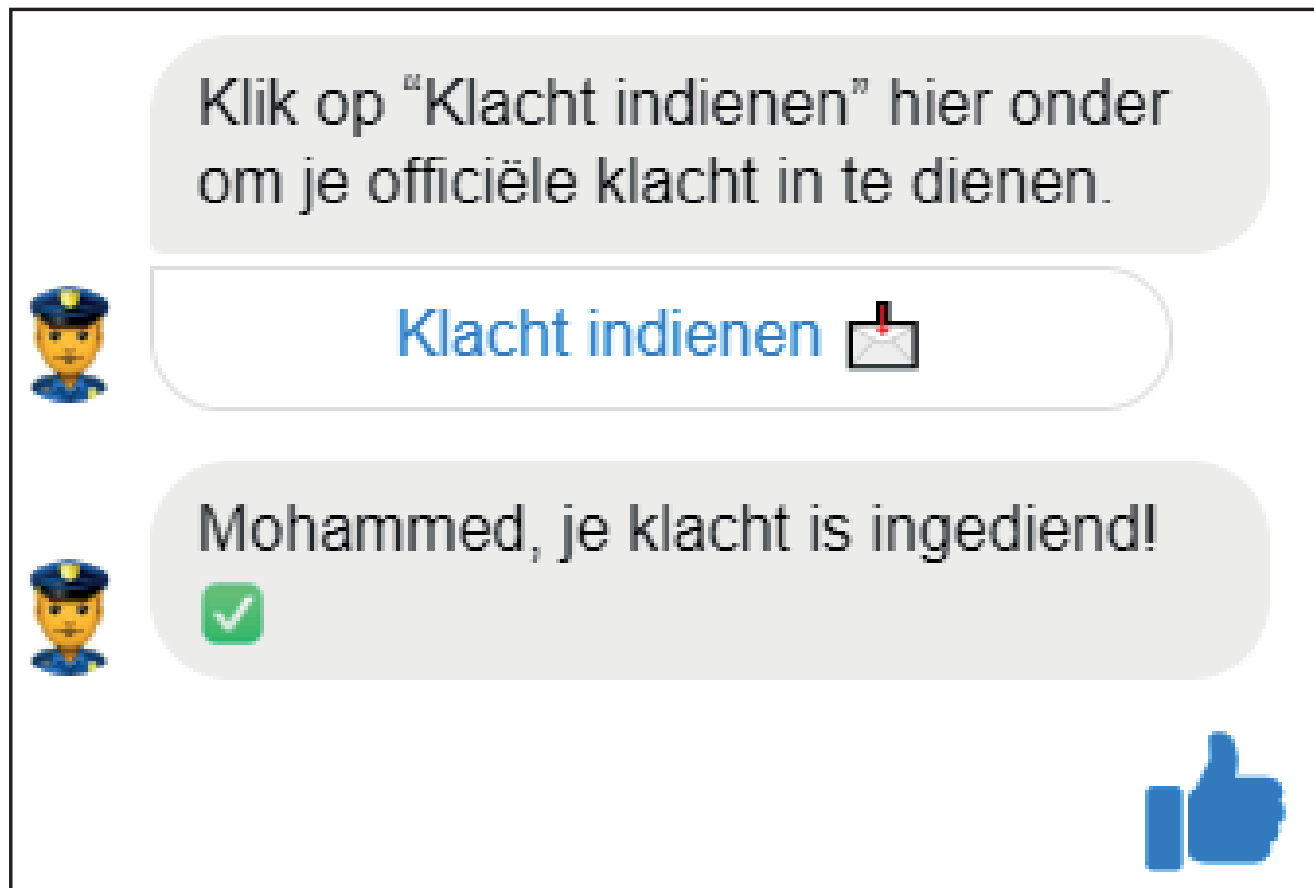 Klik op “Klacht indienen” hier onder
om je officiële klacht in te dienen.
Klacht indienen
Mohammed, je klacht is ingediend!